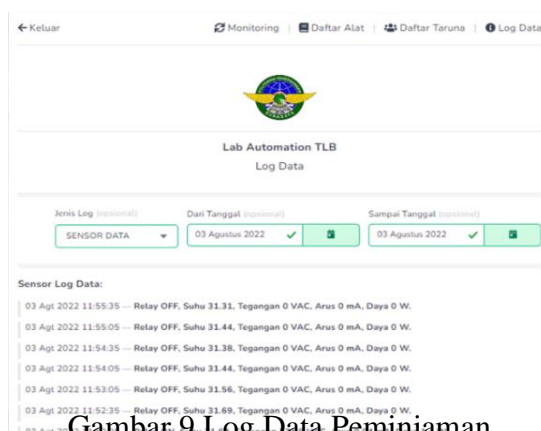 Keluar Monitoring Daftar Alat Daftar Taruna Log Data
Lab Automation TLB
Log Data
Jenis Log (opsional) Dari Tanggal (opsional) Sampai Tanggal (opsional)
SENSOR DATA 03 Agustus 2022 03 Agustus 2022
Sensor Log Data:
03 Agt 2022 11:55:35 — Relay OFF, Suhu 31.31, Tegangan 0 VAC, Arus 0 mA, Daya 0 W.
03 Agt 2022 11:55:05 — Relay OFF, Suhu 31.44, Tegangan 0 VAC, Arus 0 mA, Daya 0 W.
03 Agt 2022 11:54:35 — Relay OFF, Suhu 31.38, Tegangan 0 VAC, Arus 0 mA, Daya 0 W.
03 Agt 2022 11:54:05 — Relay OFF, Suhu 31.44, Tegangan 0 VAC, Arus 0 mA, Daya 0 W.
03 Agt 2022 11:53:05 — Relay OFF, Suhu 31.56, Tegangan 0 VAC, Arus 0 mA, Daya 0 W.
03 Agt 2022 11:52:35 — Relay OFF, Suhu 31.69, Tegangan 0 VAC, Arus 0 mA, Daya 0 W.
Gambar 9 Log Data Peminjaman